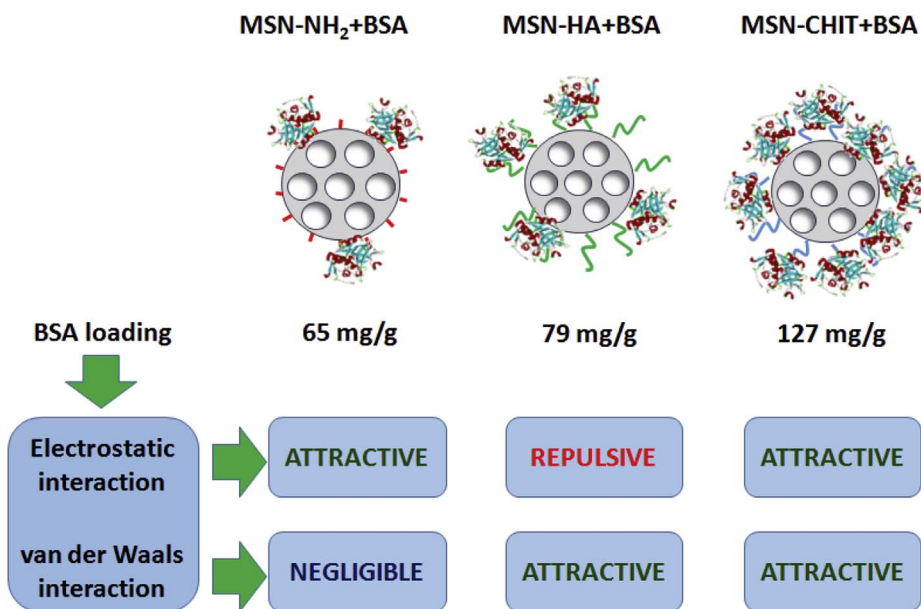 MSN-NH₂+BSA MSN-HA+BSA MSN-CHIT+BSA
BSA loading 65 mg/g 79 mg/g 127 mg/g
Electrostatic
interaction
ATTRACTIVE REPULSIVE ATTRACTIVE
van der Waals
interaction
NEGLIGIBLE ATTRACTIVE ATTRACTIVE